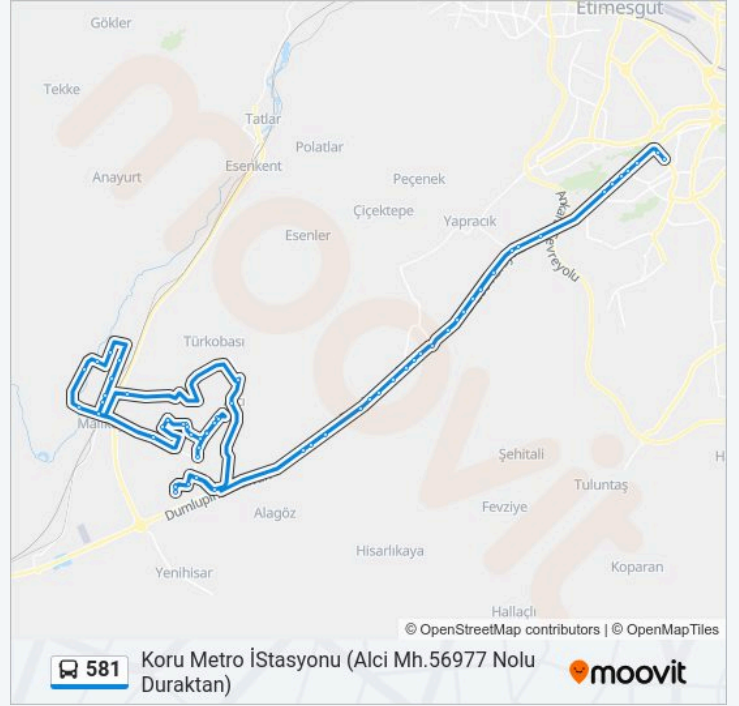 Etimesgut
Gökler
Tekke
Tatlar
Polatlar
Esenkent
Anayurt
Peçenek
Çiçektepe
Yapracık
Esenler
Türkobası
Şehitali
Tuluntaş
Fevziye
Alagöz
Hisarlıkaya
Koparan
Yenihisar
Hallaçlı
moovit
© OpenStreetMap contributors | © OpenMapTiles
581
Koru Metro İStasyonu (Alci Mh.56977 Nolu
Duraktan)
moovit